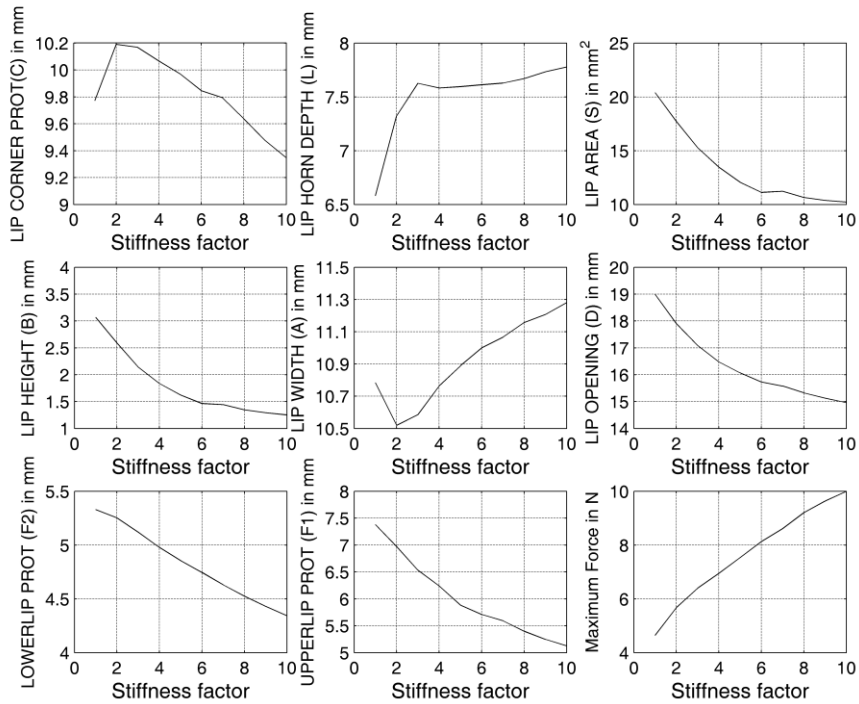 LIP CORNER PROT(C) in mm
10.2
10
9.8
9.6
9.4
9.2
9
0 2 4 6 8 10
Stiffness factor
LIP HORN DEPTH (L) in mm
8
7.5
7
6.5
0 2 4 6 8 10
Stiffness factor
LIP AREA (S) in mm²
25
20
15
10
0 2 4 6 8 10
Stiffness factor
LIP HEIGHT (B) in mm
4
3.5
3
2.5
2
1.5
1
0 2 4 6 8 10
Stiffness factor
LIP WIDTH (A) in mm
11.5
11.3
11.1
10.9
10.7
10.5
0 2 4 6 8 10
Stiffness factor
LIP OPENING (D) in mm
20
19
18
17
16
15
14
0 2 4 6 8 10
Stiffness factor
LOWERLIP PROT (F2) in mm
5.5
5
4.5
4
0 2 4 6 8 10
Stiffness factor
UPPERLIP PROT (F1) in mm
8
7.5
7
6.5
6
5.5
5
0 2 4 6 8 10
Stiffness factor
Maximum Force in N
10
8
6
4
0 2 4 6 8 10
Stiffness factor